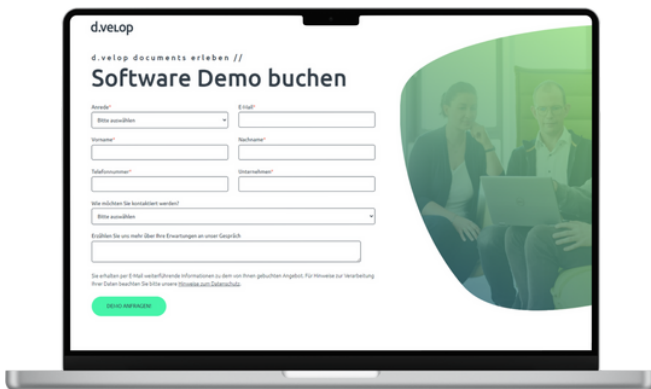 d.velop
d.velop documents erleben //
Software Demo buchen
Anrede*
E-Mail*
Bitte auswählen
Vorname*
Nachname*
Telefonnummer*
Unternehmen*
Wie möchten Sie kontaktiert werden?
Bitte auswählen
Erzählen Sie uns mehr über Ihre Erwartungen an unser Gespräch
Sie erhalten per E-Mail weiterführende Informationen zu dem von Ihnen gebuchten Angebot. Für Hinweise zur Verarbeitung
Ihrer Daten beachten Sie bitte unsere Hinweise zum Datenschutz.
DEMO ANFRAGEN!